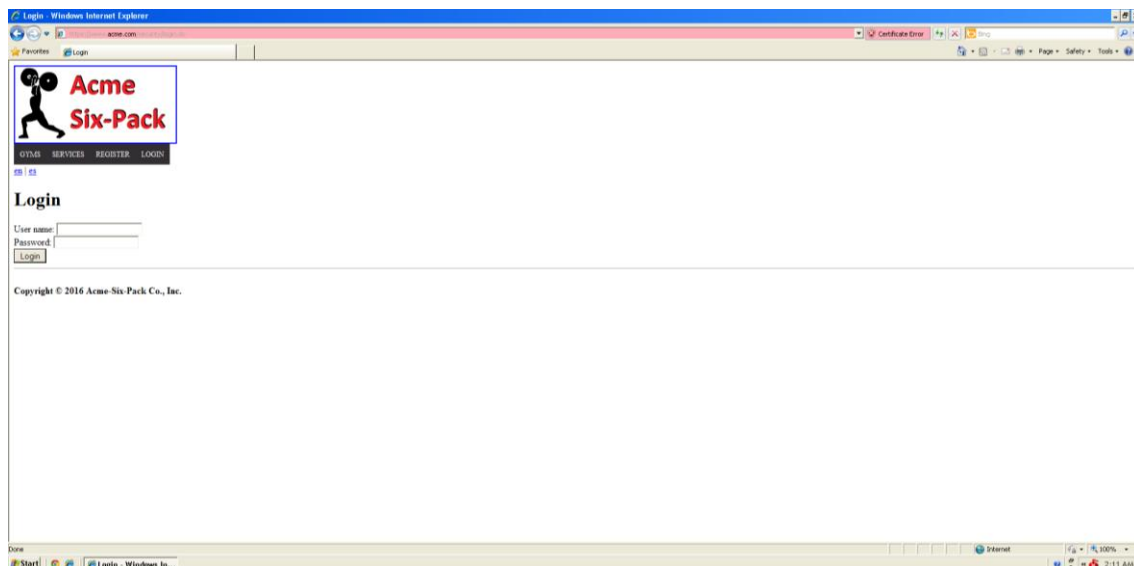 Login - Windows Internet Explorer
acme.com
Certificate Error
Bing
Favorites
Login
Page
Safety
Tools
Acme
Six-Pack
GYMS SERVICES REGISTER LOGIN
en | es
Login
User name:
Password:
Login
Copyright © 2016 Acme-Six-Pack Co., Inc.
Done
Internet
100%
Start
Login - Windows In...
2:11 AM